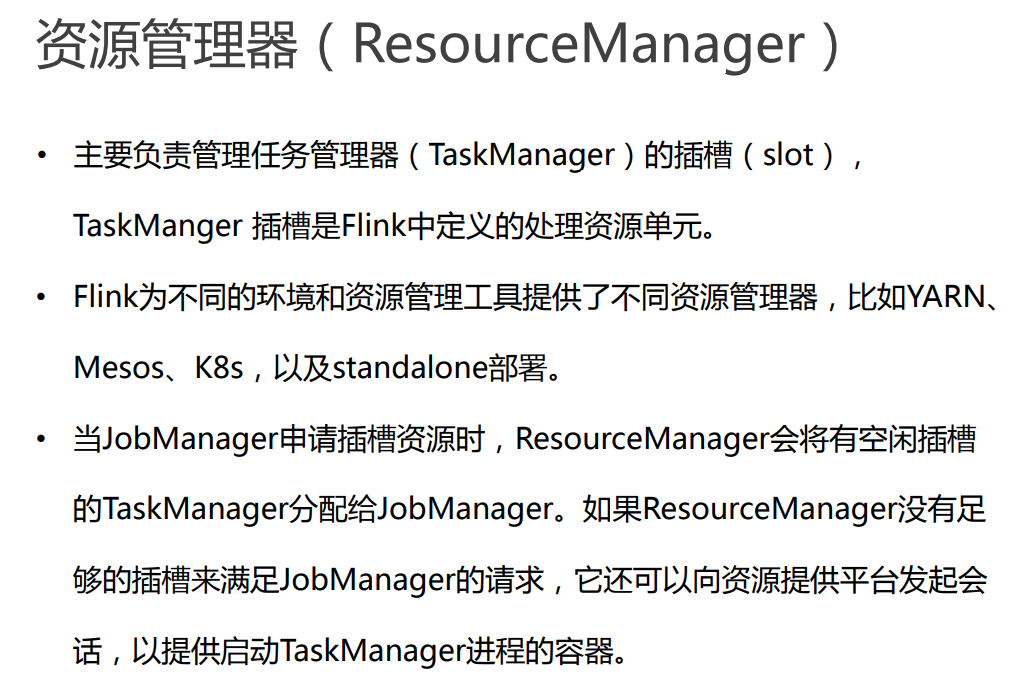 资源管理器（ResourceManager）
• 主要负责管理任务管理器（TaskManager）的插槽（slot），
TaskManger 插槽是Flink中定义的处理资源单元。
• Flink为不同的环境和资源管理工具提供了不同资源管理器，比如YARN、
Mesos、K8s，以及standalone部署。
• 当JobManager申请插槽资源时，ResourceManager会将有空闲插槽
的TaskManager分配给JobManager。如果ResourceManager没有足
够的插槽来满足JobManager的请求，它还可以向资源提供平台发起会
话，以提供启动TaskManager进程的容器。